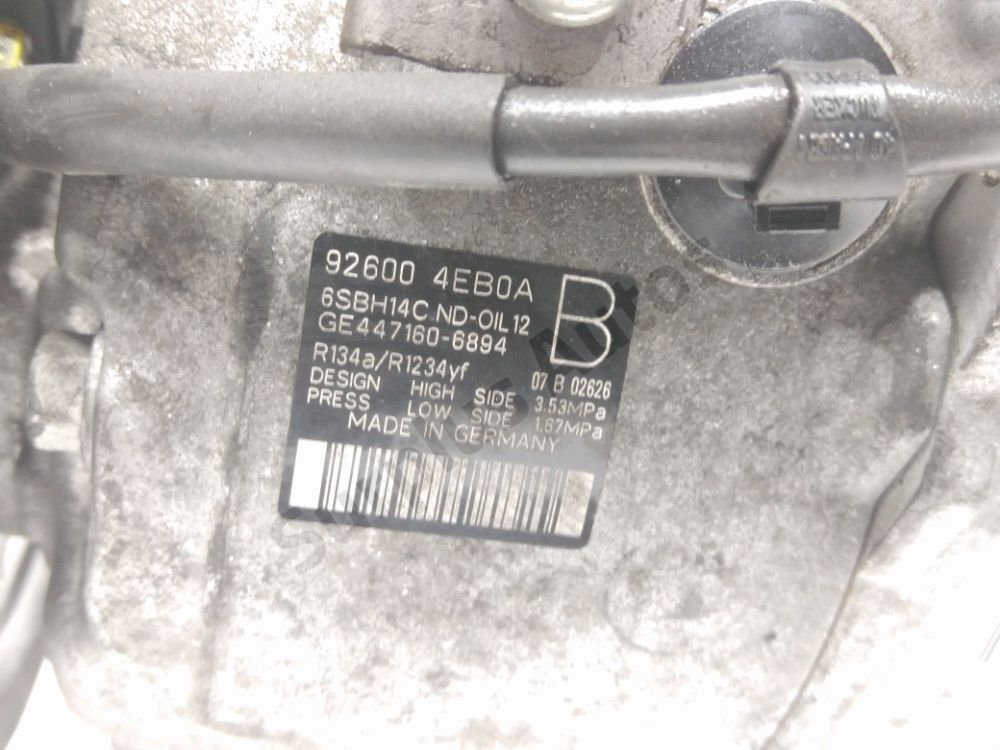 92600 4EB0A
B
6SBH14C ND-OIL12
GE447160-6894
R134a/R1234yf
07 B 02626
DESIGN HIGH SIDE 3.53MPa
PRESS LOW SIDE 1.67MPa
MADE IN GERMANY